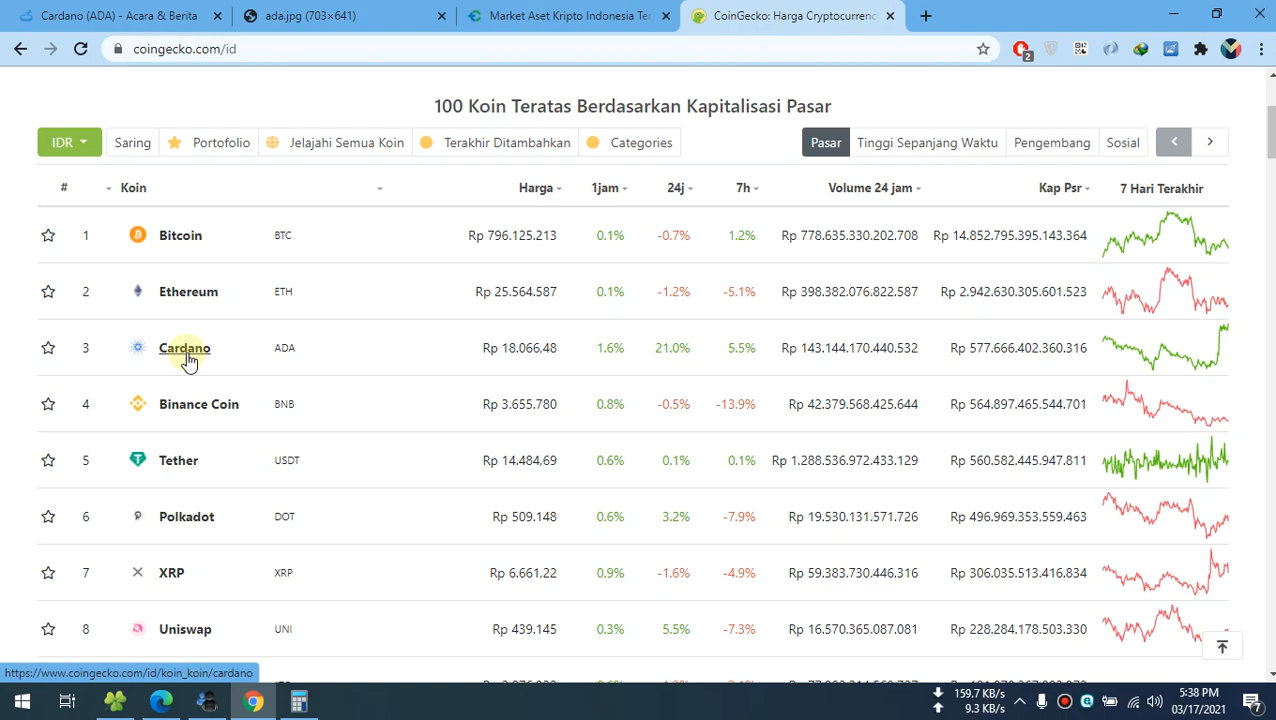 Cardano (ADA) - Acara & Berita
ada.jpg (703×641)
Market Aset Kripto Indonesia Ter
CoinGecko: Harga Cryptocurrenc
coingecko.com/id
2
100 Koin Teratas Berdasarkan Kapitalisasi Pasar
IDR Saring Portofolio Jelajahi Semua Koin Terakhir Ditambahkan Categories Pasar Tinggi Sepanjang Waktu Pengembang Sosial
# Koin Harga 1jam 24j 7h Volume 24 jam Kap Psr 7 Hari Terakhir
1 Bitcoin BTC Rp 796.125.213 0.1% -0.7% 1.2% Rp 778.635.330.202.708 Rp 14.852.795.395.143.364
2 Ethereum ETH Rp 25.564.587 0.1% -1.2% -5.1% Rp 398.382.076.822.587 Rp 2.942.630.305.601.523
3 Cardano ADA Rp 18.066,48 1.6% 21.0% 5.5% Rp 143.144.170.440.532 Rp 577.666.402.360.316
4 Binance Coin BNB Rp 3.655.780 0.8% -0.5% -13.9% Rp 42.379.568.425.644 Rp 564.897.465.544.701
5 Tether USDT Rp 14.484,69 0.6% 0.1% 0.1% Rp 1.288.536.972.433.129 Rp 560.582.445.947.811
6 Polkadot DOT Rp 509.148 0.6% 3.2% -7.9% Rp 19.530.131.571.726 Rp 496.969.353.559.463
7 XRP XRP Rp 6.661,22 0.9% -1.6% -4.9% Rp 59.383.730.446.316 Rp 306.035.513.416.834
8 Uniswap UNI Rp 439.145 0.3% 5.5% -7.3% Rp 16.570.365.087.081 Rp 228.284.178.503.330
https://www.coingecko.com/id/koin_koin/cardano
159.7 KB/s
9.3 KB/s
5:38 PM
03/17/2021
7